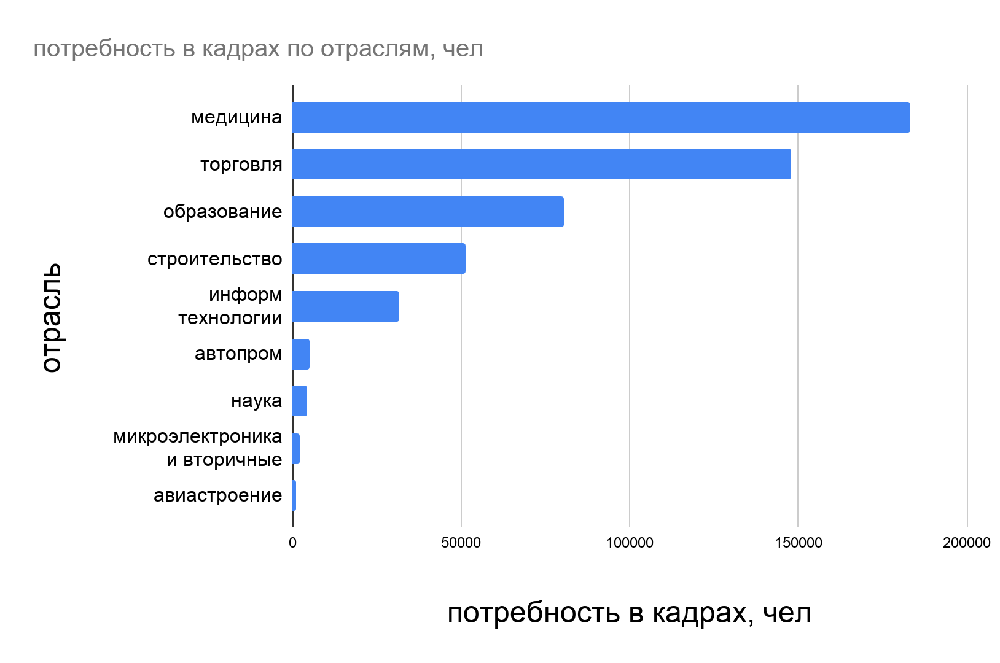 потребность в кадрах по отраслям, чел
отрасль
медицина
торговля
образование
строительство
информ
технологии
автопром
наука
микроэлектроника
и вторичные
авиастроение
0
50000
100000
150000
200000
потребность в кадрах, чел